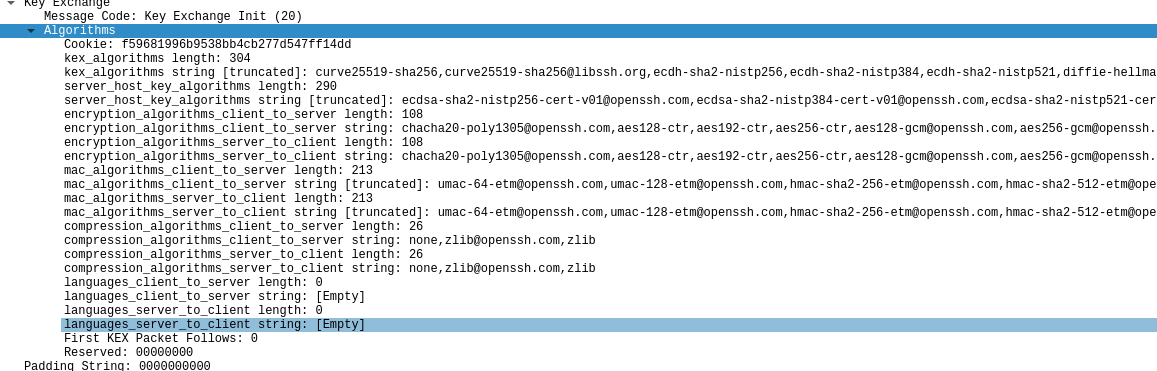 Key Exchange
Message Code: Key Exchange Init (20)
Algorithms
Cookie: f59681996b9538bb4cb277d547ff14dd
kex_algorithms length: 304
kex_algorithms string [truncated]: curve25519-sha256,curve25519-sha256@libssh.org,ecdh-sha2-nistp256,ecdh-sha2-nistp384,ecdh-sha2-nistp521,diffie-hellma
server_host_key_algorithms length: 290
server_host_key_algorithms string [truncated]: ecdsa-sha2-nistp256-cert-v01@openssh.com,ecdsa-sha2-nistp384-cert-v01@openssh.com,ecdsa-sha2-nistp521-cer
encryption_algorithms_client_to_server length: 108
encryption_algorithms_client_to_server string: chacha20-poly1305@openssh.com,aes128-ctr,aes192-ctr,aes256-ctr,aes128-gcm@openssh.com,aes256-gcm@openssh.
encryption_algorithms_server_to_client length: 108
encryption_algorithms_server_to_client string: chacha20-poly1305@openssh.com,aes128-ctr,aes192-ctr,aes256-ctr,aes128-gcm@openssh.com,aes256-gcm@openssh.
mac_algorithms_client_to_server length: 213
mac_algorithms_client_to_server string [truncated]: umac-64-etm@openssh.com,umac-128-etm@openssh.com,hmac-sha2-256-etm@openssh.com,hmac-sha2-512-etm@ope
mac_algorithms_server_to_client length: 213
mac_algorithms_server_to_client string [truncated]: umac-64-etm@openssh.com,umac-128-etm@openssh.com,hmac-sha2-256-etm@openssh.com,hmac-sha2-512-etm@ope
compression_algorithms_client_to_server length: 26
compression_algorithms_client_to_server string: none,zlib@openssh.com,zlib
compression_algorithms_server_to_client length: 26
compression_algorithms_server_to_client string: none,zlib@openssh.com,zlib
languages_client_to_server length: 0
languages_client_to_server string: [Empty]
languages_server_to_client length: 0
languages_server_to_client string: [Empty]
First KEX Packet Follows: 0
Reserved: 00000000
Padding String: 0000000000